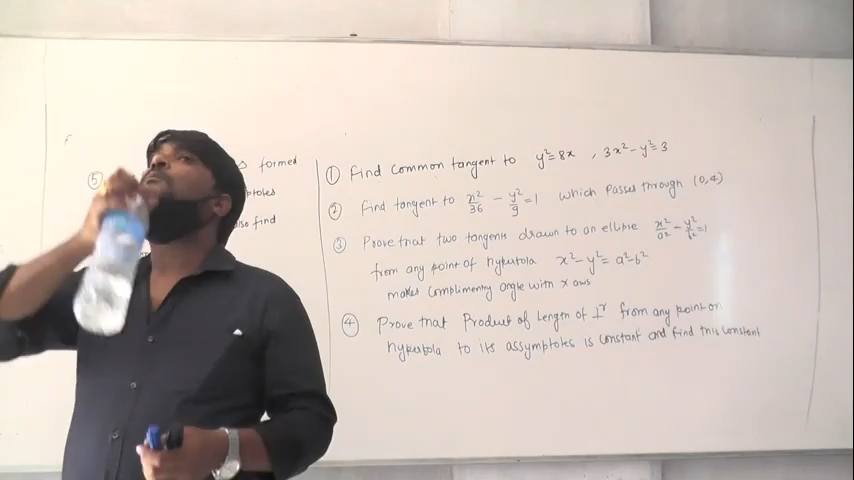 ⑤ s formed
ptotes
also find
① Find common tangent to y²=8x , 3x²-y²=3
② Find tangent to x²/36 - y²/9 = 1 which passes through (0,4)
③ Prove that two tangents drawn to an ellipse x²/a² - y²/b² = 1
from any point of hyperbola x²-y² = a²-b²
makes complimentry angle with x axis
④ Prove that Product of Length of ⊥r from any point on
hyperbola to its assymptotes is constant and find this constant